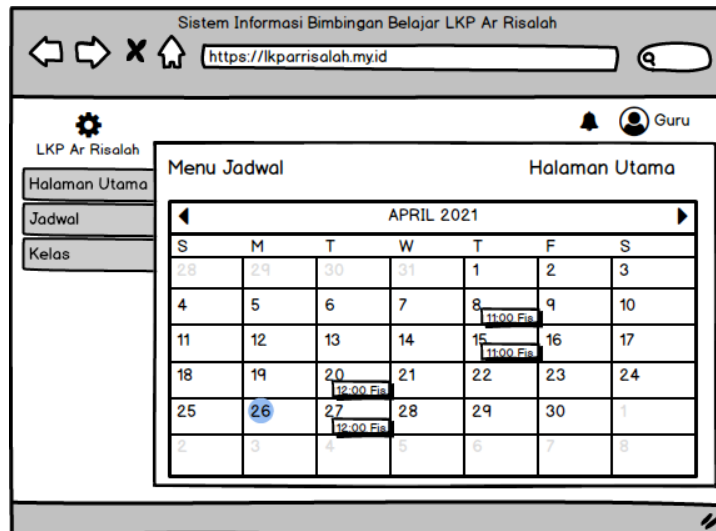 Sistem Informasi Bimbingan Belajar LKP Ar Risalah
https://lkparrisalah.my.id
Guru
LKP Ar Risalah
Menu Jadwal Halaman Utama
Halaman Utama
Jadwal
Kelas
APRIL 2021
S M T W T F S
28 29 30 31 1 2 3
4 5 6 7 8 9 10
11:00 Fis
11 12 13 14 15 16 17
11:00 Fis
18 19 20 21 22 23 24
12:00 Fis
25 26 27 28 29 30 1
12:00 Fis
2 3 4 5 6 7 8